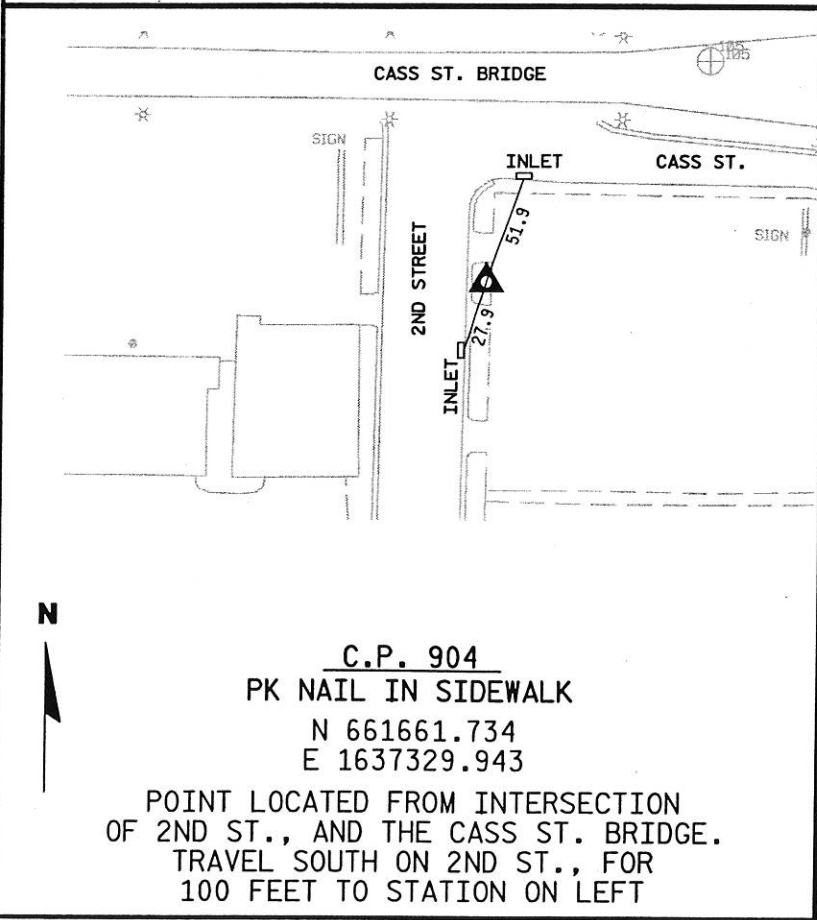 105
105
CASS ST. BRIDGE
SIGN
INLET
CASS ST.
51.9
SIGN
2ND STREET
27.9
INLET
N
C.P. 904
PK NAIL IN SIDEWALK
N 661661.734
E 1637329.943
POINT LOCATED FROM INTERSECTION
OF 2ND ST., AND THE CASS ST. BRIDGE.
TRAVEL SOUTH ON 2ND ST., FOR
100 FEET TO STATION ON LEFT